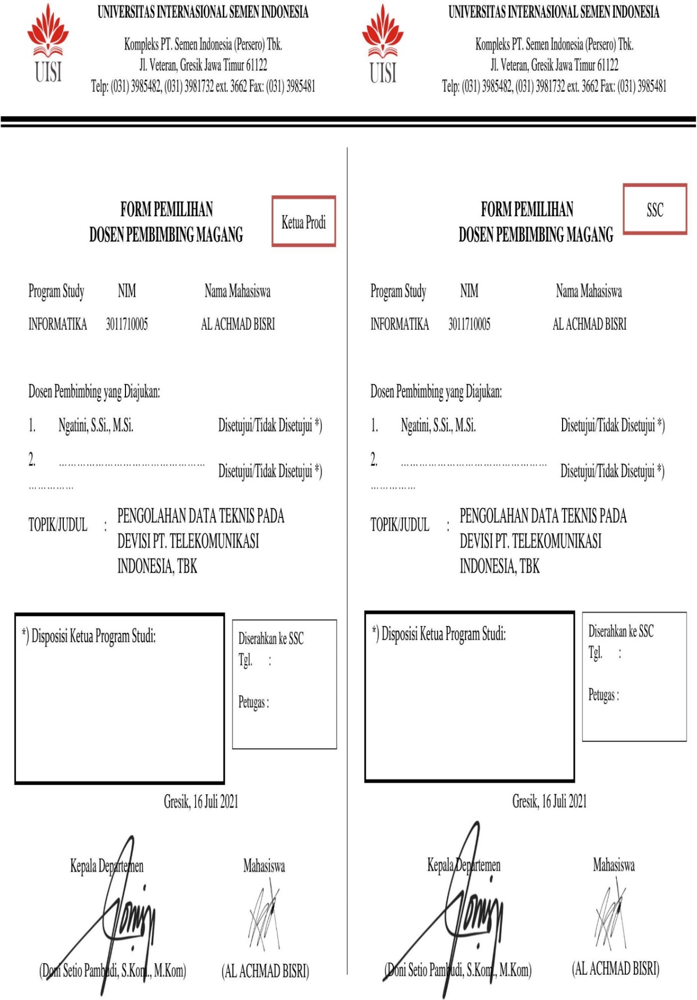 UNIVERSITAS INTERNASIONAL SEMEN INDONESIA
Kompleks PT. Semen Indonesia (Persero) Tbk.
Jl. Veteran, Gresik Jawa Timur 61122
Telp: (031) 3985482, (031) 3981732 ext. 3662 Fax: (031) 3985481
UISI
FORM PEMILIHAN
DOSEN PEMBIMBING MAGANG
Ketua Prodi
Program Study NIM Nama Mahasiswa
INFORMATIKA 3011710005 AL ACHMAD BISRI
Dosen Pembimbing yang Diajukan:
1. Ngatini, S.Si., M.Si. Disetujui/Tidak Disetujui *)
2. ………………………………………… Disetujui/Tidak Disetujui *)
……………
TOPIK/JUDUL : PENGOLAHAN DATA TEKNIS PADA
DEVISI PT. TELEKOMUNIKASI
INDONESIA, TBK
*) Disposisi Ketua Program Studi:
Diserahkan ke SSC
Tgl. :
Petugas :
Gresik, 16 Juli 2021
Kepala Departemen Mahasiswa
(Doni Setio Pambudi, S.Kom., M.Kom) (AL ACHMAD BISRI)
UNIVERSITAS INTERNASIONAL SEMEN INDONESIA
Kompleks PT. Semen Indonesia (Persero) Tbk.
Jl. Veteran, Gresik Jawa Timur 61122
Telp: (031) 3985482, (031) 3981732 ext. 3662 Fax: (031) 3985481
UISI
FORM PEMILIHAN
DOSEN PEMBIMBING MAGANG
SSC
Program Study NIM Nama Mahasiswa
INFORMATIKA 3011710005 AL ACHMAD BISRI
Dosen Pembimbing yang Diajukan:
1. Ngatini, S.Si., M.Si. Disetujui/Tidak Disetujui *)
2. ………………………………………… Disetujui/Tidak Disetujui *)
……………
TOPIK/JUDUL : PENGOLAHAN DATA TEKNIS PADA
DEVISI PT. TELEKOMUNIKASI
INDONESIA, TBK
*) Disposisi Ketua Program Studi:
Diserahkan ke SSC
Tgl. :
Petugas :
Gresik, 16 Juli 2021
Kepala Departemen Mahasiswa
(Doni Setio Pambudi, S.Kom., M.Kom) (AL ACHMAD BISRI)